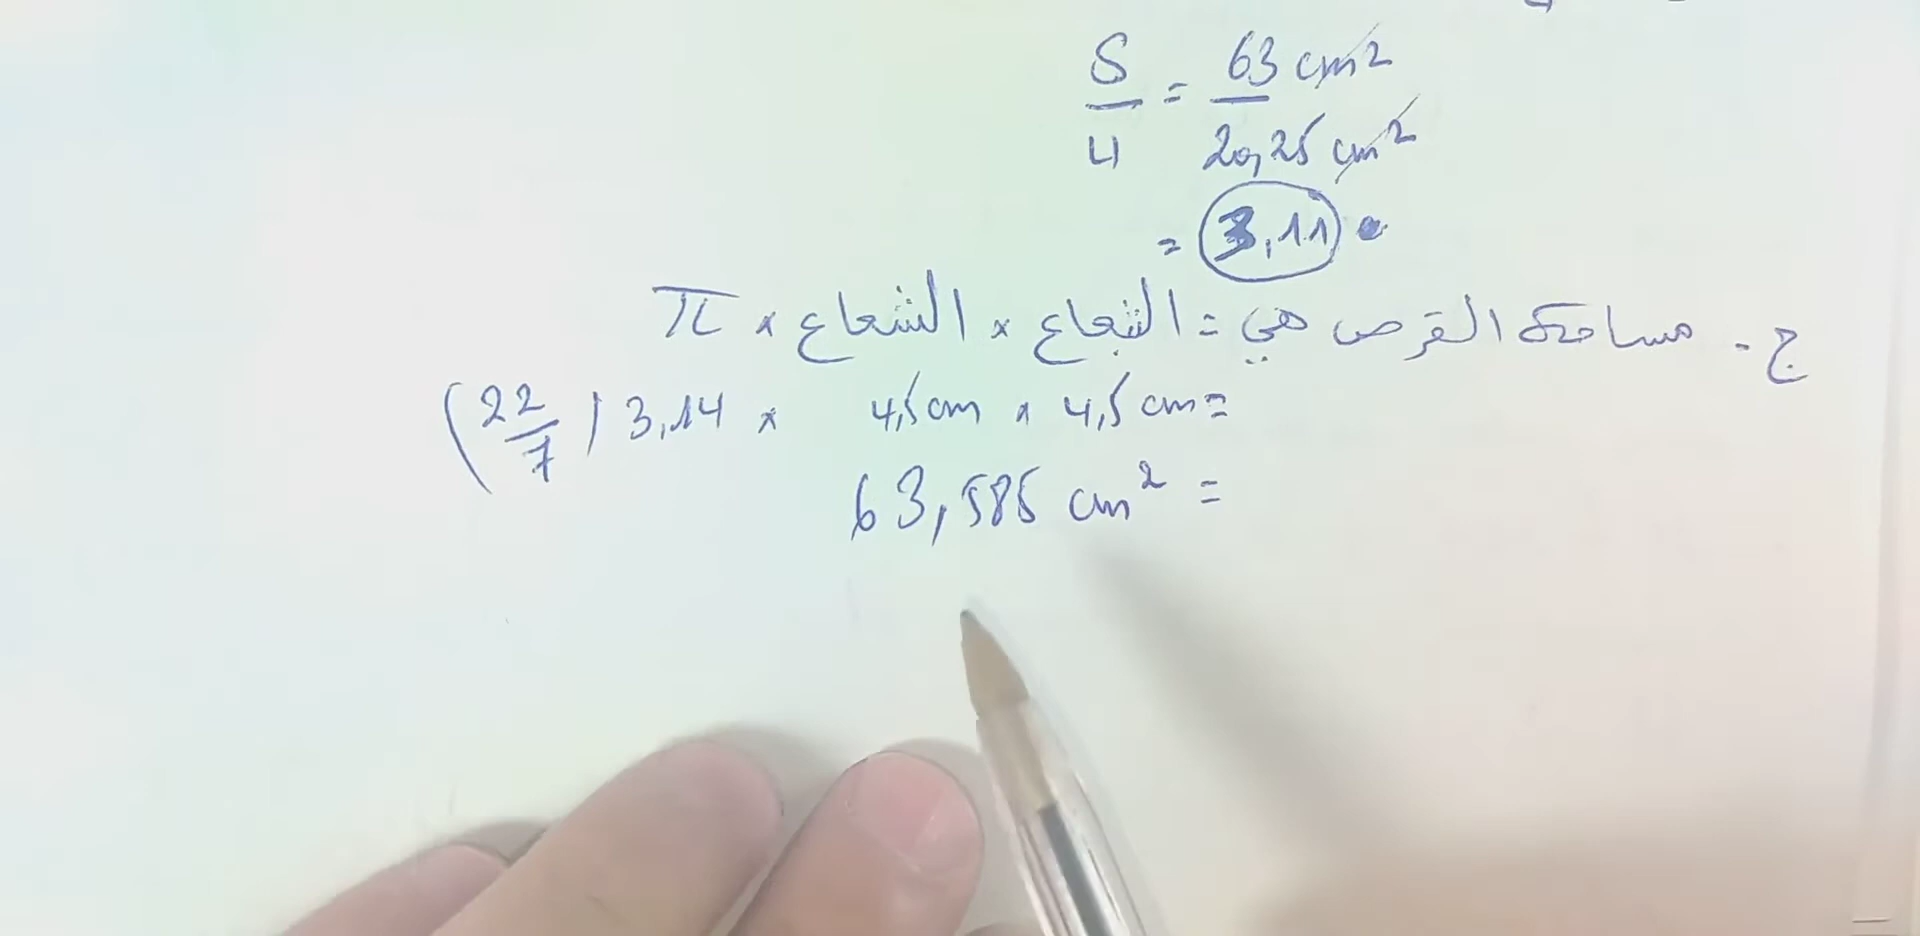 S/4 = 63 cm²/20,25 cm²
= 3,11
ج - مساحة القرص هي = الشعاع × الشعاع × π
= 4,5 cm × 4,5 cm × 3,14 (22/7)
= 63,585 cm²